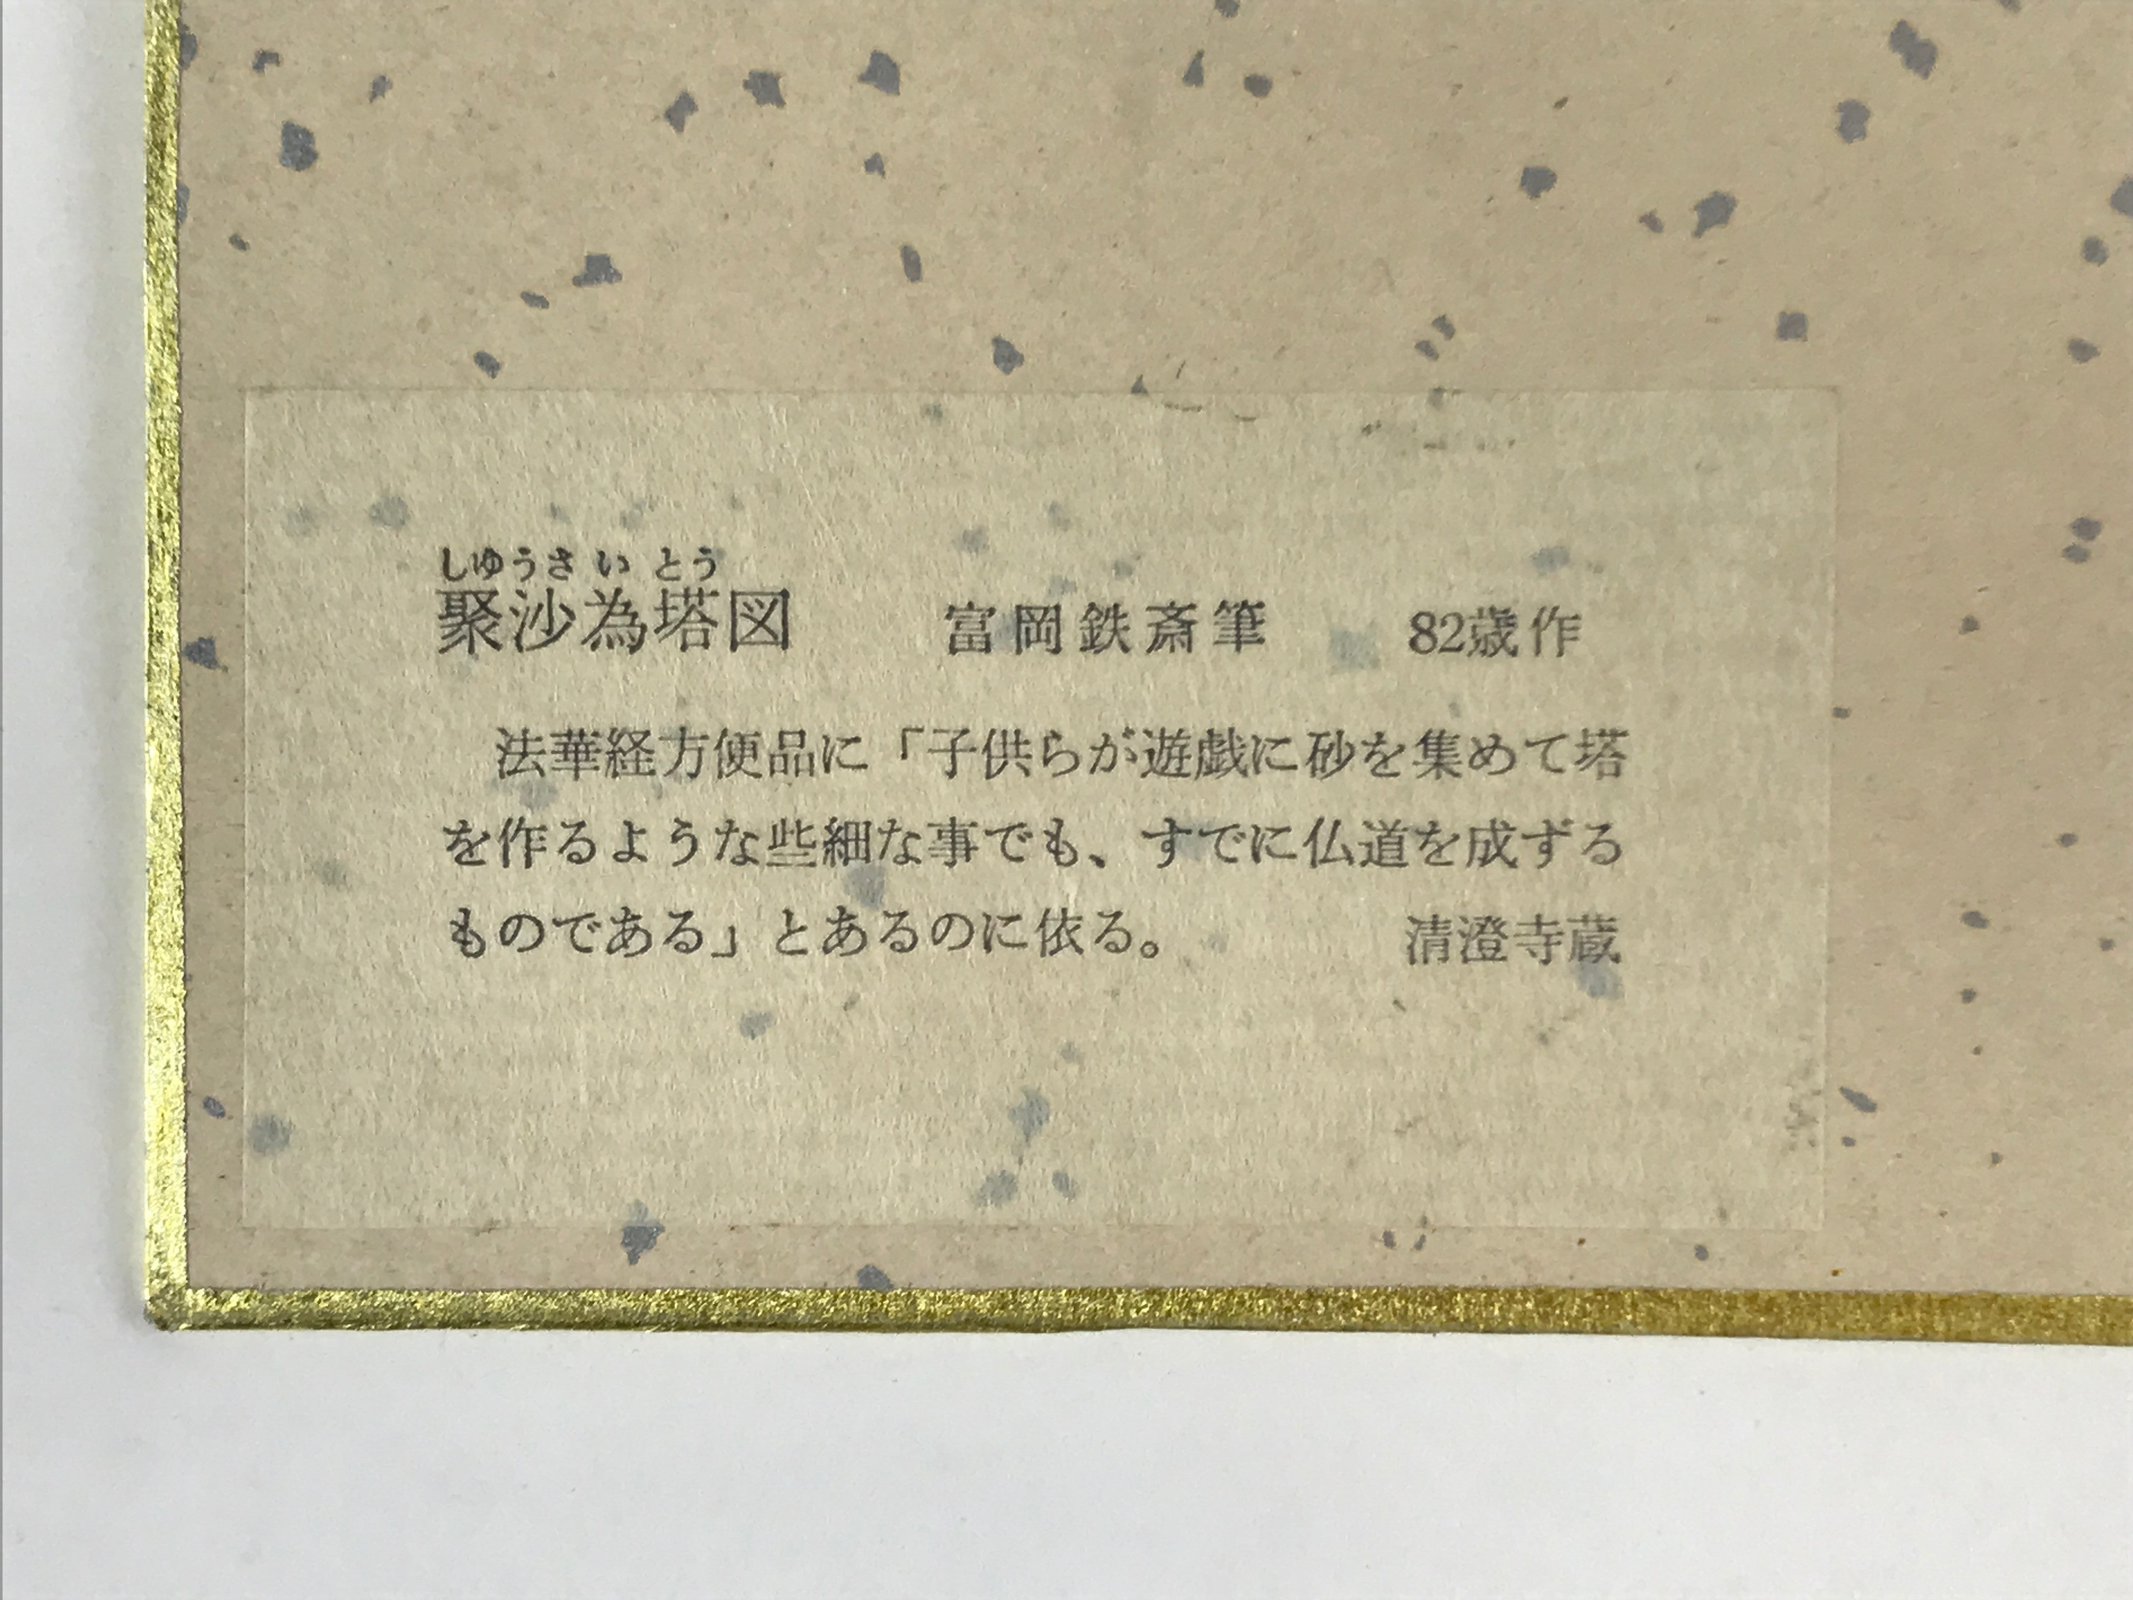 しゆうさいとう
聚沙為塔図 富岡鉄斎筆 82歳作
法華経方便品に「子供らが遊戯に砂を集めて塔
を作るような些細な事でも、すでに仏道を成ずる
ものである」とあるのに依る。 清澄寺蔵